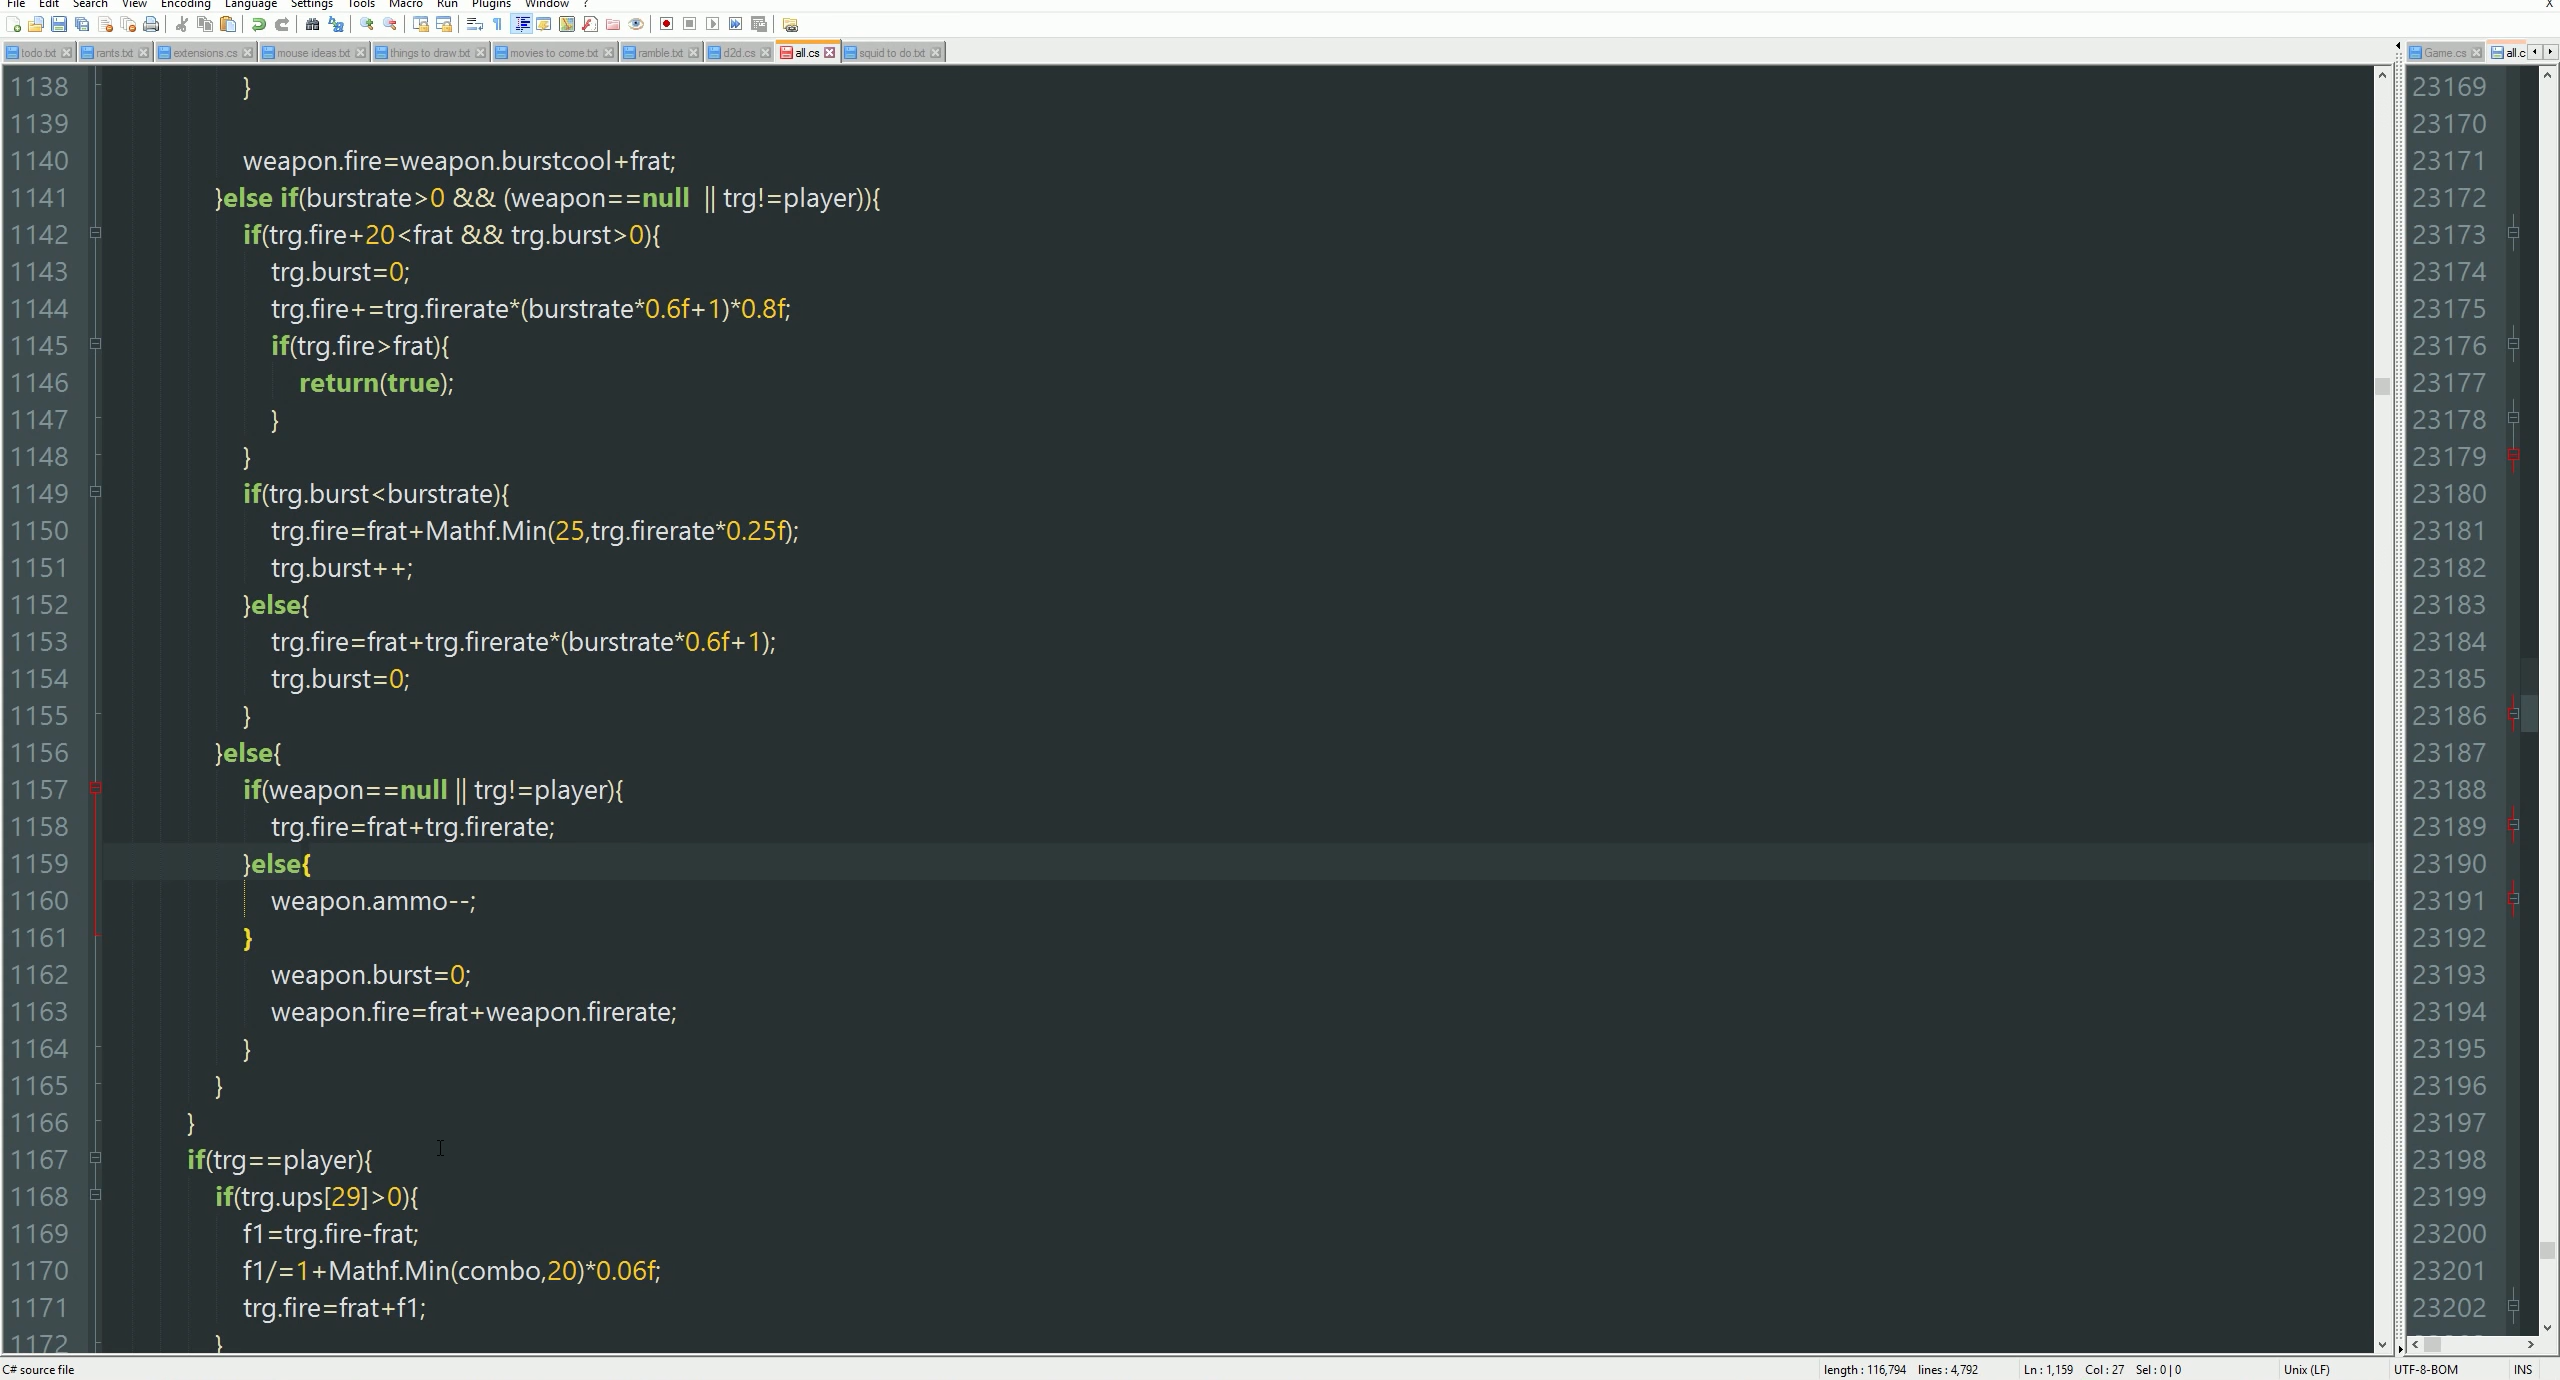 File Edit Search View Encoding Language Settings Tools Macro Run Plugins Window ? X
todo.txt rants.txt extensions.cs mouse ideas.txt things to draw.txt movies to come.txt ramble.txt d2d.cs all.cs squid to do.txt Game.cs all.c
1138 }
1139
1140 weapon.fire=weapon.burstcool+frat;
1141 }else if(burstrate>0 && (weapon==null || trg!=player)){
1142 if(trg.fire+20<frat && trg.burst>0){
1143 trg.burst=0;
1144 trg.fire+=trg.firerate*(burstrate*0.6f+1)*0.8f;
1145 if(trg.fire>frat){
1146 return(true);
1147 }
1148 }
1149 if(trg.burst<burstrate){
1150 trg.fire=frat+Mathf.Min(25,trg.firerate*0.25f);
1151 trg.burst++;
1152 }else{
1153 trg.fire=frat+trg.firerate*(burstrate*0.6f+1);
1154 trg.burst=0;
1155 }
1156 }else{
1157 if(weapon==null || trg!=player){
1158 trg.fire=frat+trg.firerate;
1159 }else{
1160 weapon.ammo--;
1161 }
1162 weapon.burst=0;
1163 weapon.fire=frat+weapon.firerate;
1164 }
1165 }
1166 }
1167 if(trg==player){
1168 if(trg.ups[29]>0){
1169 f1=trg.fire-frat;
1170 f1/=1+Mathf.Min(combo,20)*0.06f;
1171 trg.fire=frat+f1;
1172 }
23169
23170
23171
23172
23173
23174
23175
23176
23177
23178
23179
23180
23181
23182
23183
23184
23185
23186
23187
23188
23189
23190
23191
23192
23193
23194
23195
23196
23197
23198
23199
23200
23201
23202
C# source file length : 116,794 lines : 4,792 Ln : 1,159 Col : 27 Sel : 0 | 0 Unix (LF) UTF-8-BOM INS